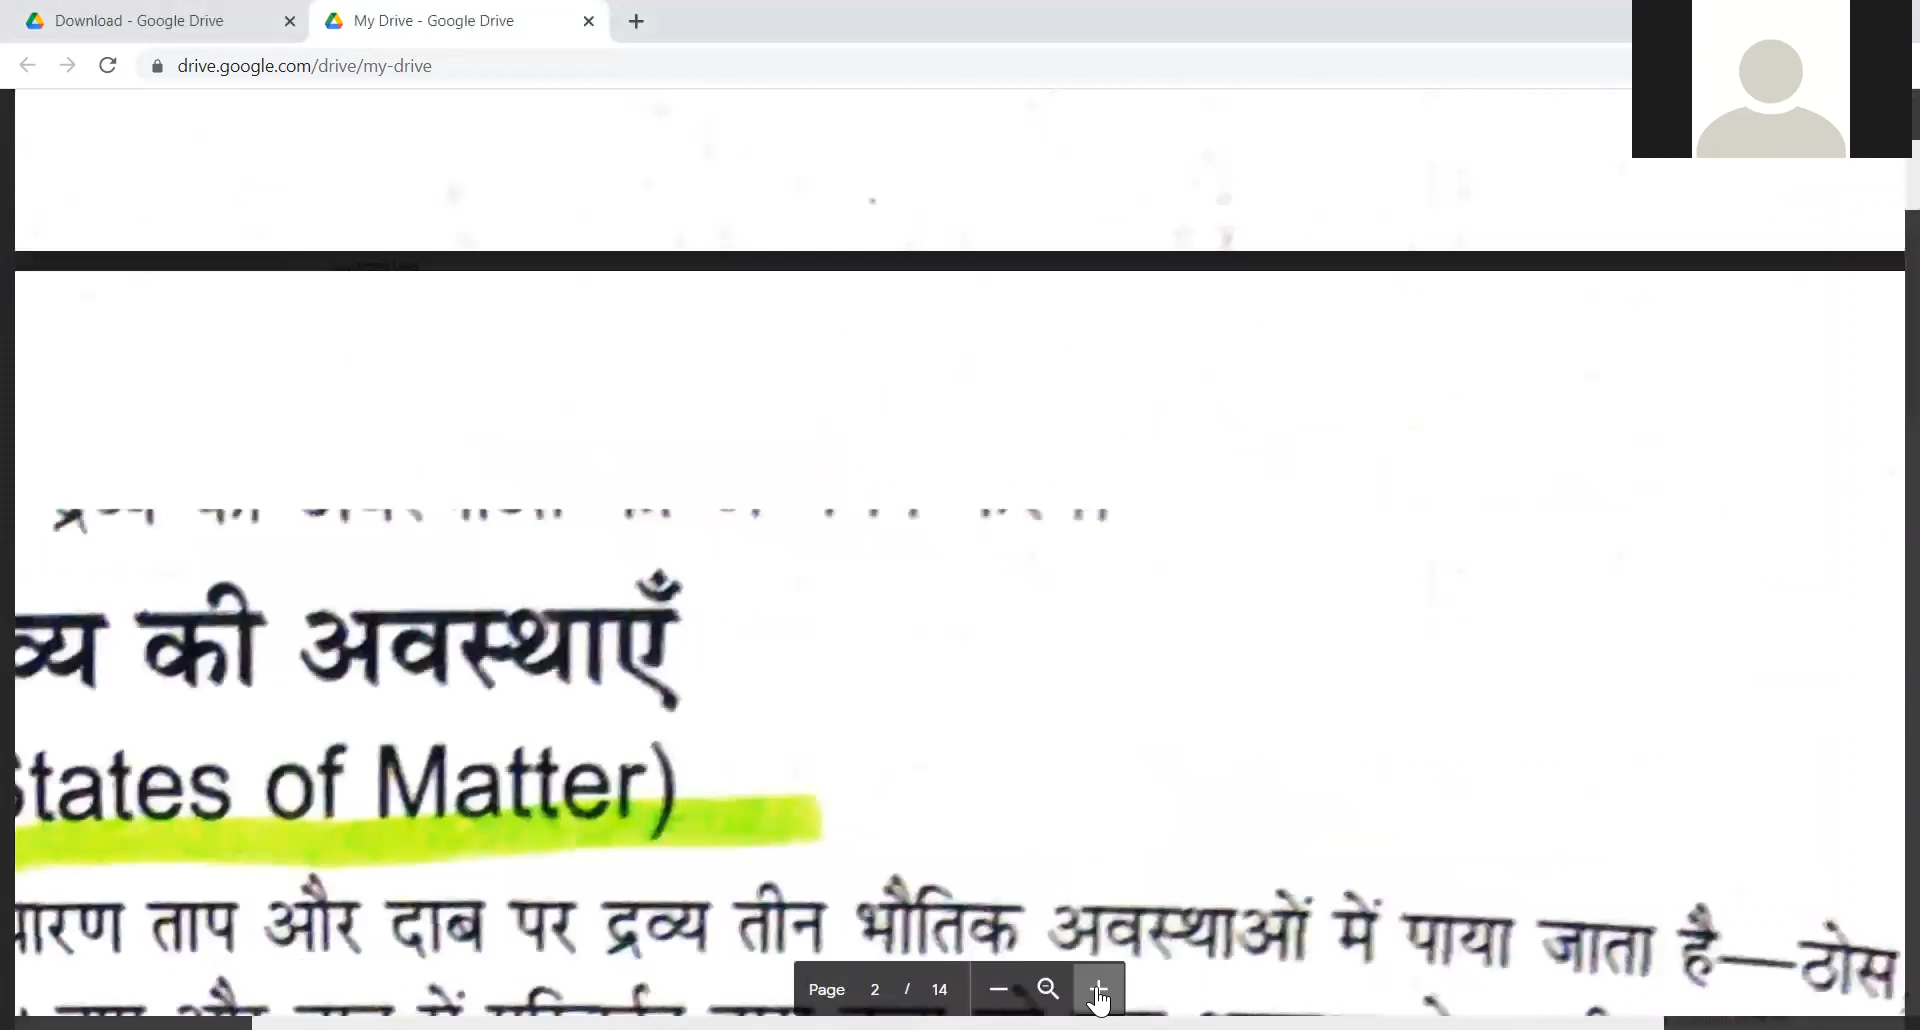 Download - Google Drive
My Drive - Google Drive
drive.google.com/drive/my-drive
व्य की अवस्थाएँ
States of Matter)
ारण ताप और दाब पर द्रव्य तीन भौतिक अवस्थाओं में पाया जाता है—ठोस
Page 2 / 14